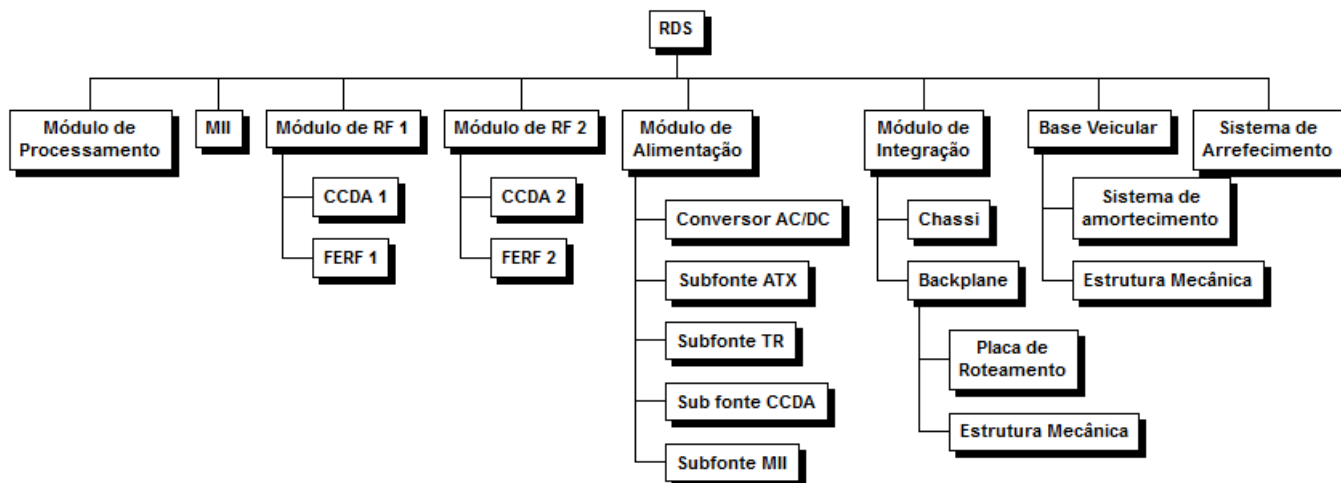 RDS
Módulo de
Processamento
MII
Módulo de RF 1
CCDA 1
FERF 1
Módulo de RF 2
CCDA 2
FERF 2
Módulo de
Alimentação
Conversor AC/DC
Subfonte ATX
Subfonte TR
Sub fonte CCDA
Subfonte MII
Módulo de
Integração
Chassi
Backplane
Placa de
Roteamento
Estrutura Mecânica
Base Veicular
Sistema de
amortecimento
Estrutura Mecânica
Sistema de
Arrefecimento